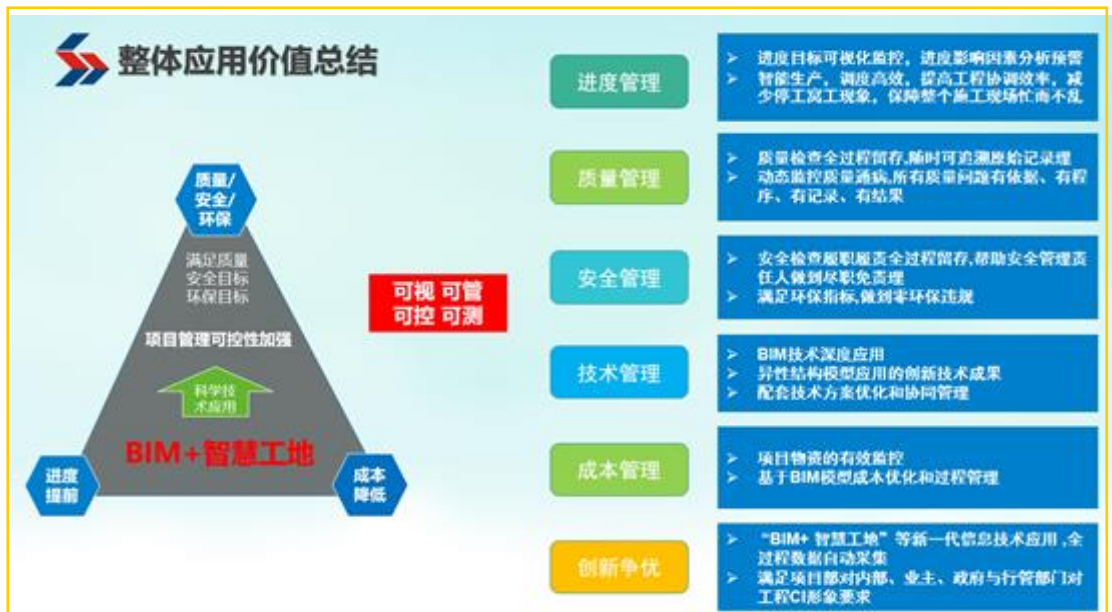 整体应用价值总结
质量/
安全/
环保
满足质量
安全目标
环保目标
项目管理可控性加强
科学技
术应用
BIM+智慧工地
进度
提前
成本
降低
可视 可管
可控 可测
进度管理
➢ 进度目标可视化监控，进度影响因素分析预警
➢ 智能生产，调度高效，提高工程协调效率，减
少停工窝工现象，保障整个施工现场忙而不乱
质量管理
➢ 质量检查全过程留存,随时可追溯原始记录理
➢ 动态监控质量通病,所有质量问题有依据、有程
序、有记录、有结果
安全管理
➢ 安全检查履职履责全过程留存,帮助安全管理责
任人做到尽职免责理
➢ 满足环保指标,做到零环保违规
技术管理
➢ BIM技术深度应用
➢ 异性结构模型应用的创新技术成果
➢ 配套技术方案优化和协同管理
成本管理
➢ 项目物资的有效监控
➢ 基于BIM模型成本优化和过程管理
创新争优
➢ “BIM+ 智慧工地”等新一代信息技术应用,全
过程数据自动采集
➢ 满足项目部对内部、业主、政府与行管部门对
工程CI形象要求